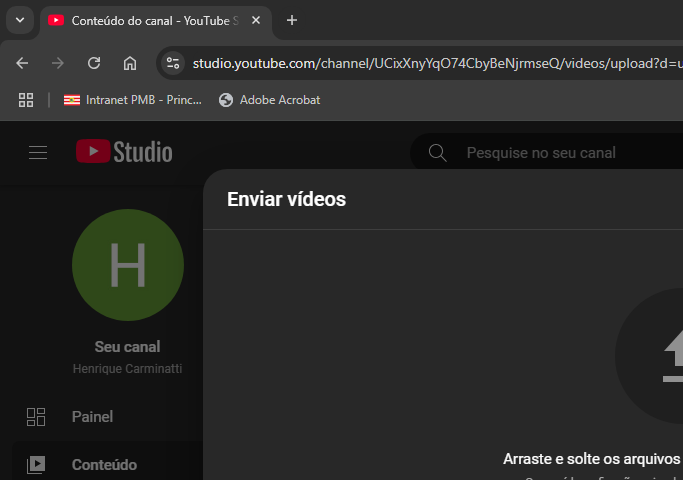 Conteúdo do canal - YouTube S
studio.youtube.com/channel/UCixXnyYqO74CbyBeNjrmseQ/videos/upload?d=u
Intranet PMB - Princ...
Adobe Acrobat
Studio
Pesquise no seu canal
Enviar vídeos
H
Seu canal
Henrique Carminatti
Painel
Arraste e solte os arquivos
Conteúdo